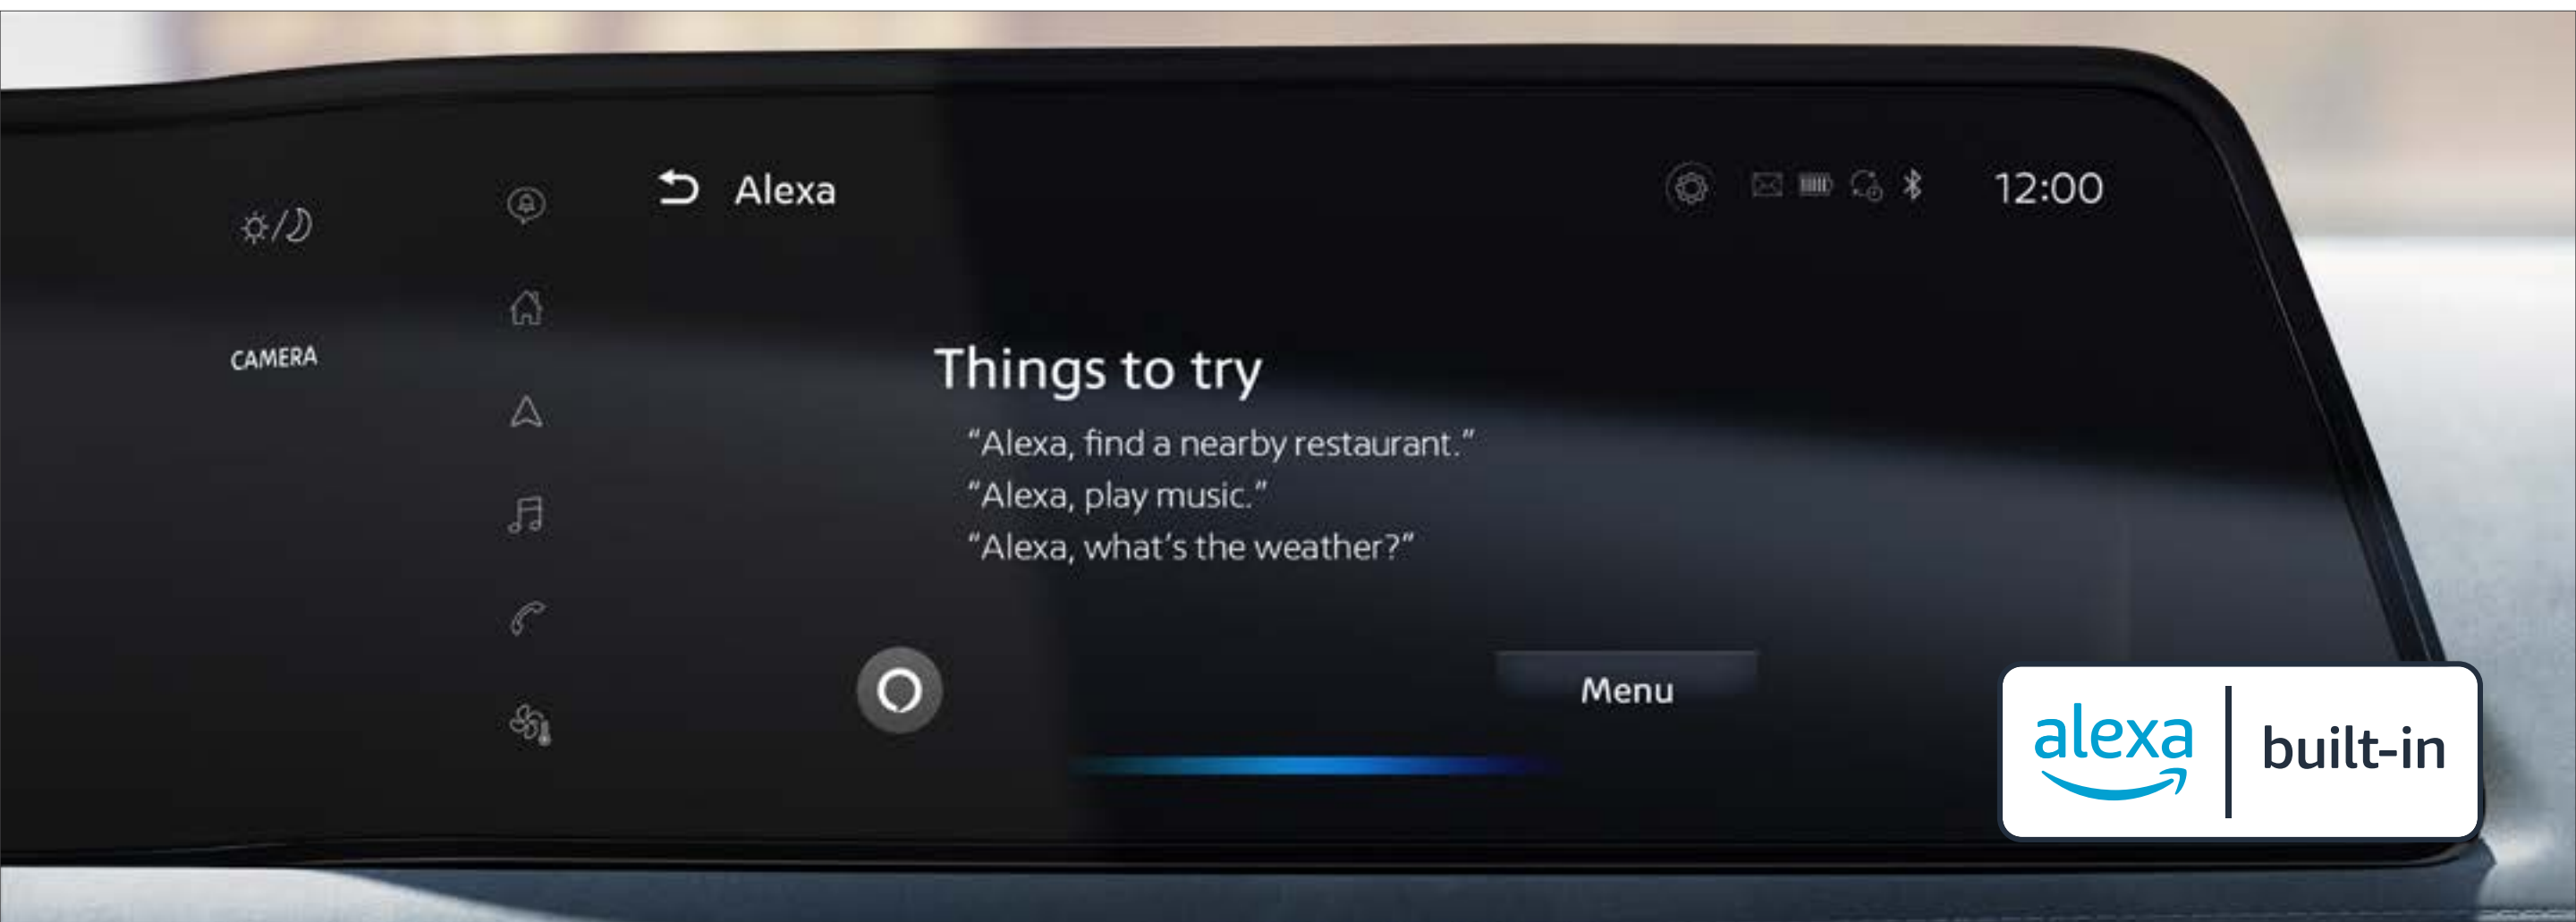 Alexa
12:00
CAMERA
Things to try
“Alexa, find a nearby restaurant.”
“Alexa, play music.”
“Alexa, what’s the weather?”
Menu
alexa | built-in